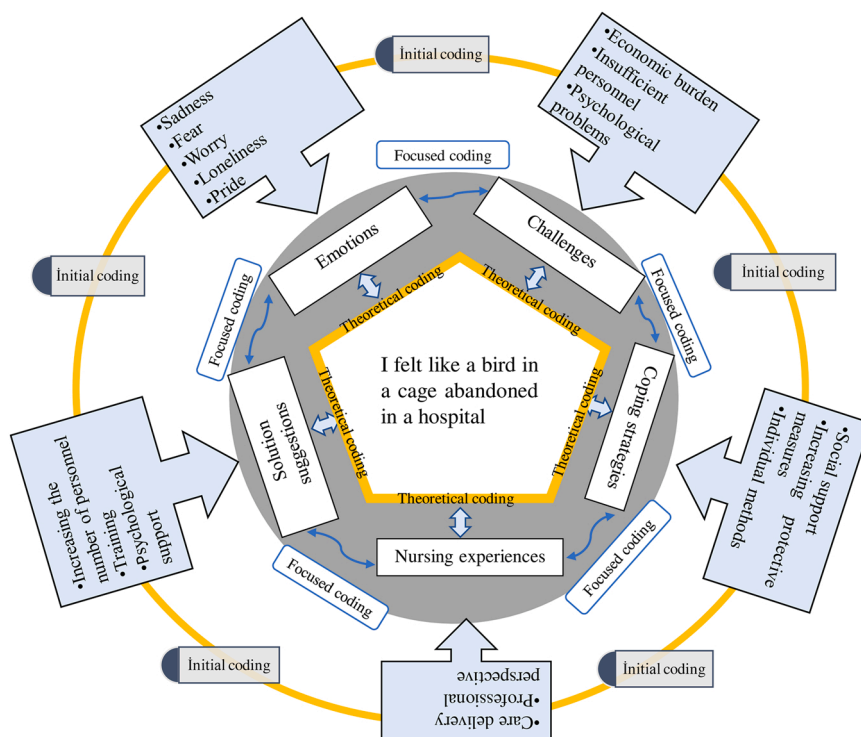 İnitial coding
•Sadness
•Fear
•Worry
•Loneliness
•Pride
•Economic burden
•Insufficient
personnel
•Psychological
problems
Focused coding
Emotions
Challenges
İnitial coding
İnitial coding
Focused coding
Focused coding
Theoretical coding
Theoretical coding
I felt like a bird in
a cage abandoned
in a hospital
Solution
suggestions
Theoretical coding
Theoretical coding
Coping strategies
•Increasing the
number of personnel
•Training
•Psychological
support
•Social support
•Increasing protective
measures
•Individual methods
Theoretical coding
Nursing experiences
Focused coding
Focused coding
İnitial coding
İnitial coding
•Care delivery
•Professional
perspective